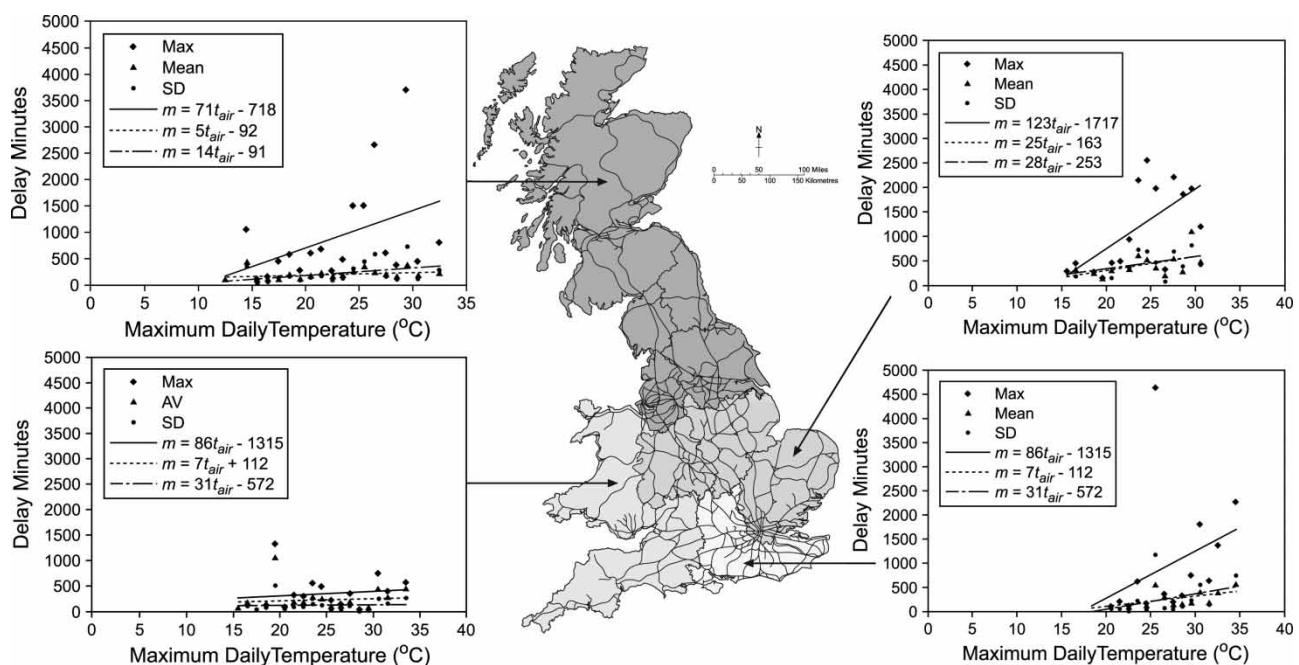 5000
4500
4000
3500
3000
2500
2000
1500
1000
500
0
Delay Minutes
Max
Mean
SD
m = 71t_air - 718
m = 5t_air - 92
m = 14t_air - 91
0 5 10 15 20 25 30 35
Maximum DailyTemperature (°C)
N
0 50 100 Miles
0 50 100 150 Kilometres
5000
4500
4000
3500
3000
2500
2000
1500
1000
500
0
Delay Minutes
Max
Mean
SD
m = 123t_air - 1717
m = 25t_air - 163
m = 28t_air - 253
0 5 10 15 20 25 30 35 40
Maximum DailyTemperature (°C)
5000
4500
4000
3500
3000
2500
2000
1500
1000
500
0
Delay Minutes
Max
AV
SD
m = 86t_air - 1315
m = 7t_air + 112
m = 31t_air - 572
0 5 10 15 20 25 30 35 40
Maximum DailyTemperature (°C)
5000
4500
4000
3500
3000
2500
2000
1500
1000
500
0
Delay Minutes
Max
Mean
SD
m = 86t_air - 1315
m = 7t_air - 112
m = 31t_air - 572
0 5 10 15 20 25 30 35 40
Maximum DailyTemperature (°C)